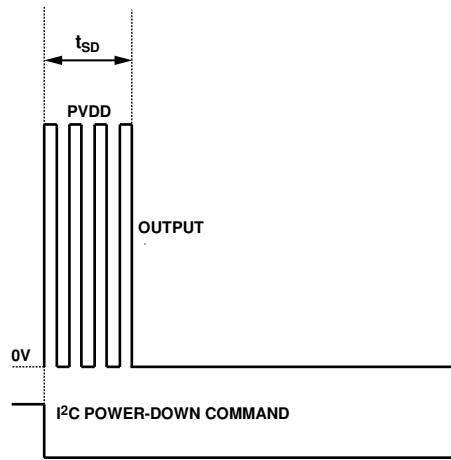 tSD
PVDD
OUTPUT
0V
I²C POWER-DOWN COMMAND